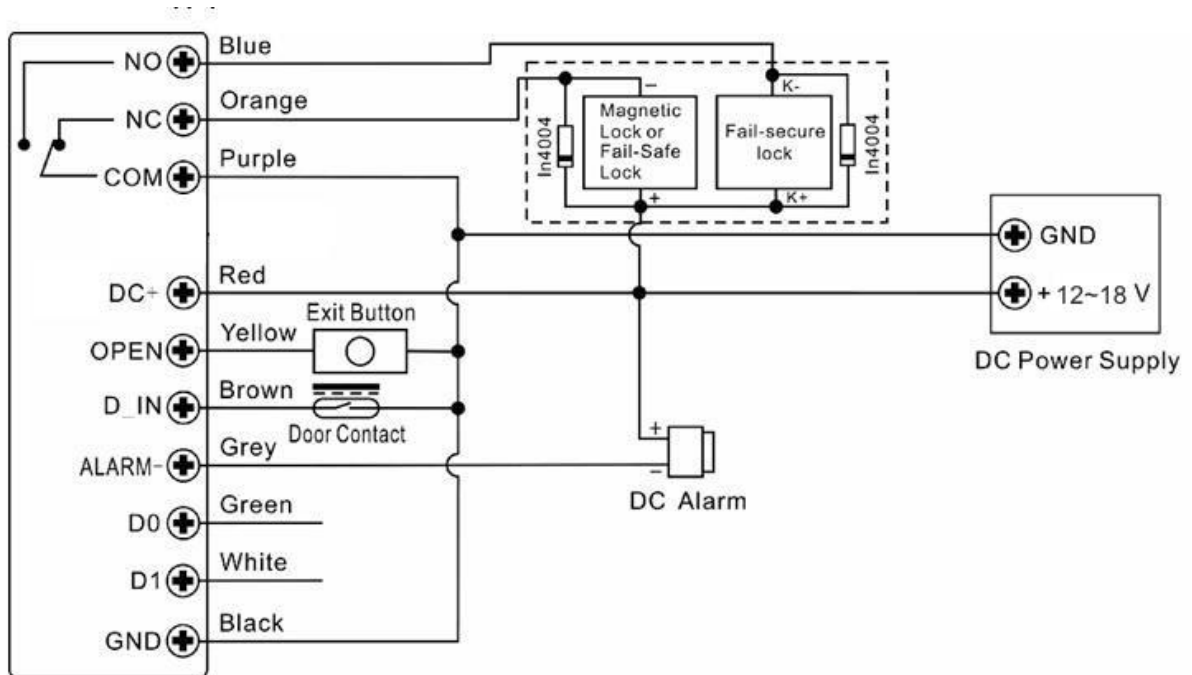 NO
Blue
NC
Orange
COM
Purple
DC+
Red
OPEN
Yellow
Exit Button
D_IN
Brown
Door Contact
ALARM-
Grey
D0
Green
D1
White
GND
Black
In4004
−
Magnetic
Lock or
Fail-Safe
Lock
+
K-
Fail-secure
lock
K+
In4004
GND
+ 12~18 V
DC Power Supply
+
−
DC Alarm